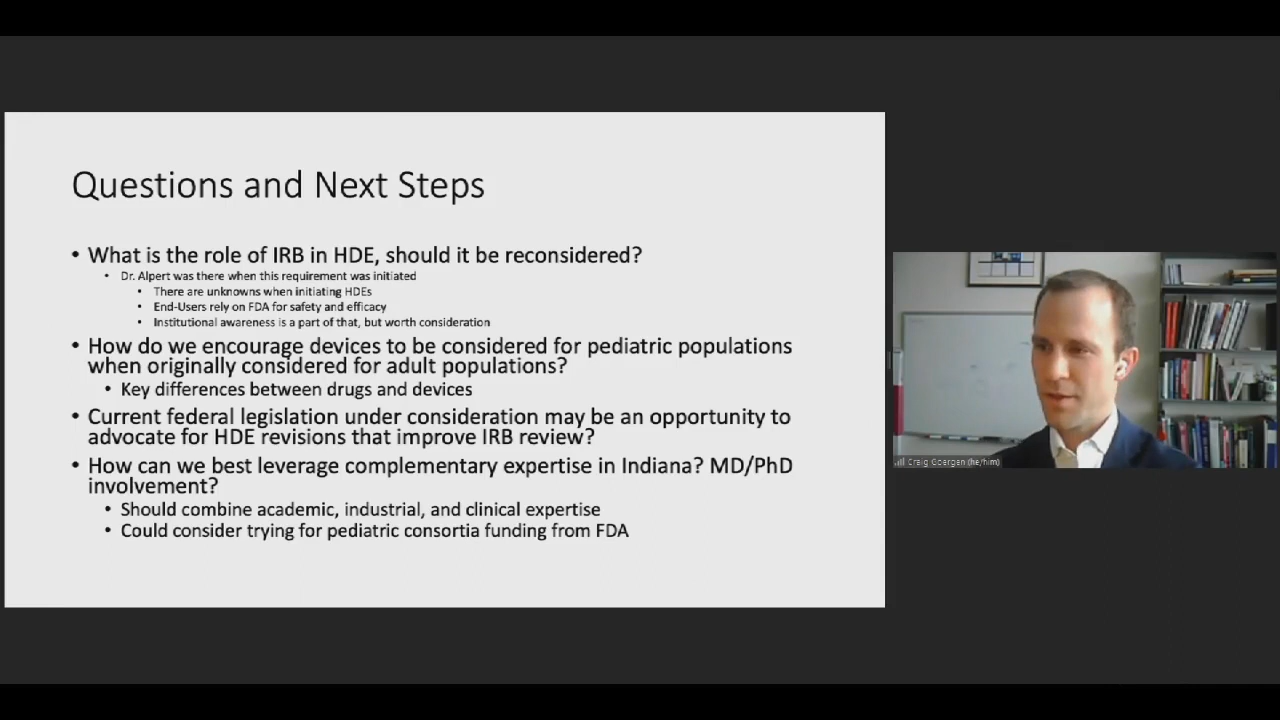 Questions and Next Steps
• What is the role of IRB in HDE, should it be reconsidered?
• Dr. Alpert was there when this requirement was initiated
• There are unknowns when initiating HDEs
• End-Users rely on FDA for safety and efficacy
• Institutional awareness is a part of that, but worth consideration
• How do we encourage devices to be considered for pediatric populations
when originally considered for adult populations?
• Key differences between drugs and devices
• Current federal legislation under consideration may be an opportunity to
advocate for HDE revisions that improve IRB review?
• How can we best leverage complementary expertise in Indiana? MD/PhD
involvement?
• Should combine academic, industrial, and clinical expertise
• Could consider trying for pediatric consortia funding from FDA
Craig Goergen (he/him)